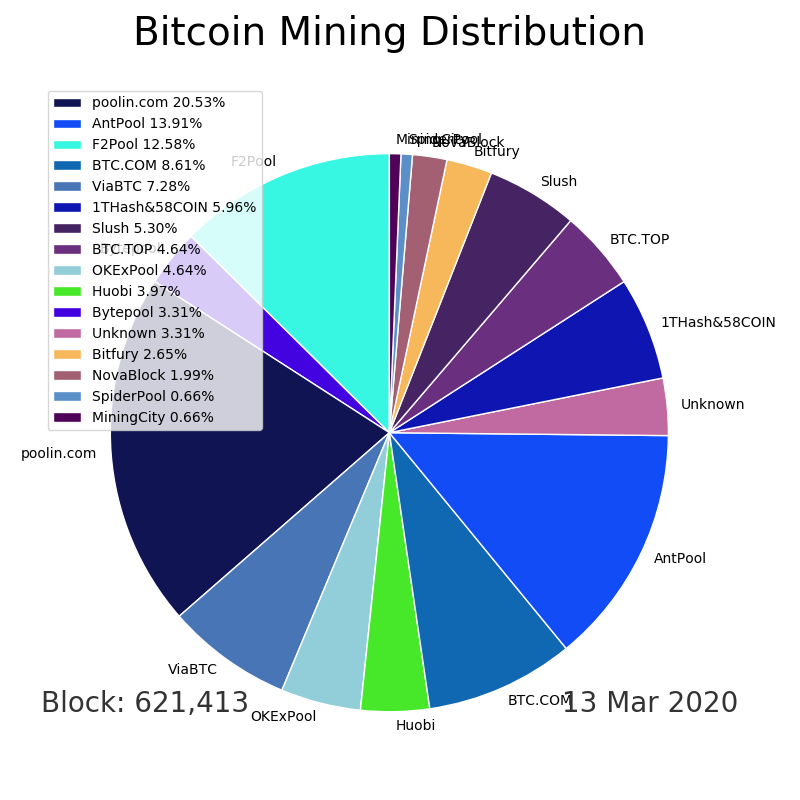 Bitcoin Mining Distribution
poolin.com 20.53%
AntPool 13.91%
F2Pool 12.58%
BTC.COM 8.61%
ViaBTC 7.28%
1THash&58COIN 5.96%
Slush 5.30%
BTC.TOP 4.64%
OKExPool 4.64%
Huobi 3.97%
Bytepool 3.31%
Unknown 3.31%
Bitfury 2.65%
NovaBlock 1.99%
SpiderPool 0.66%
MiningCity 0.66%
MiningCity
SpiderPool
NovaBlock
Bitfury
Slush
BTC.TOP
1THash&58COIN
Unknown
AntPool
BTC.COM
Huobi
OKExPool
ViaBTC
poolin.com
Bytepool
F2Pool
Block: 621,413
13 Mar 2020